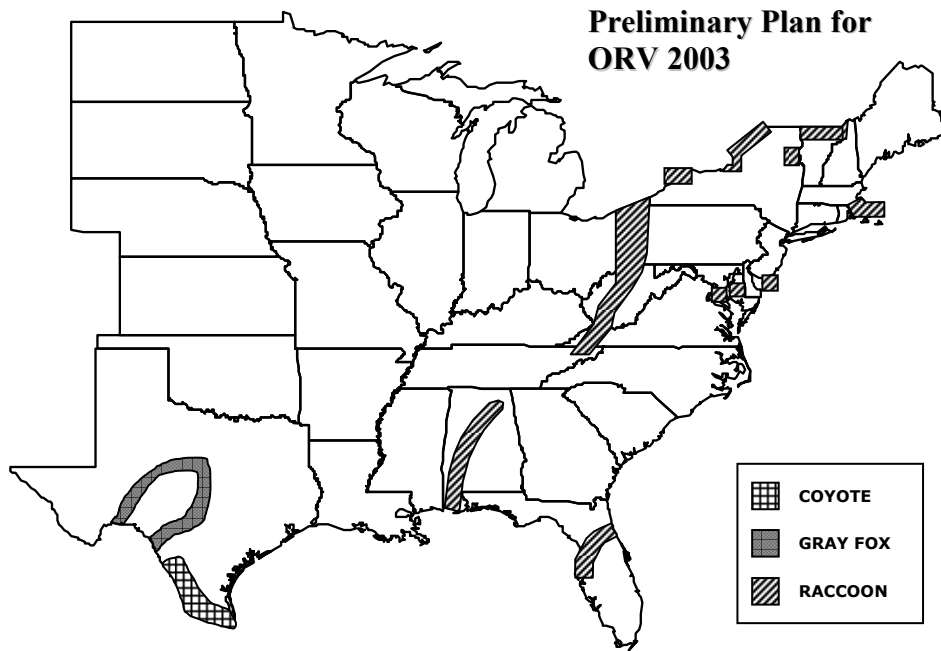 Preliminary Plan for
ORV 2003
COYOTE
GRAY FOX
RACCOON